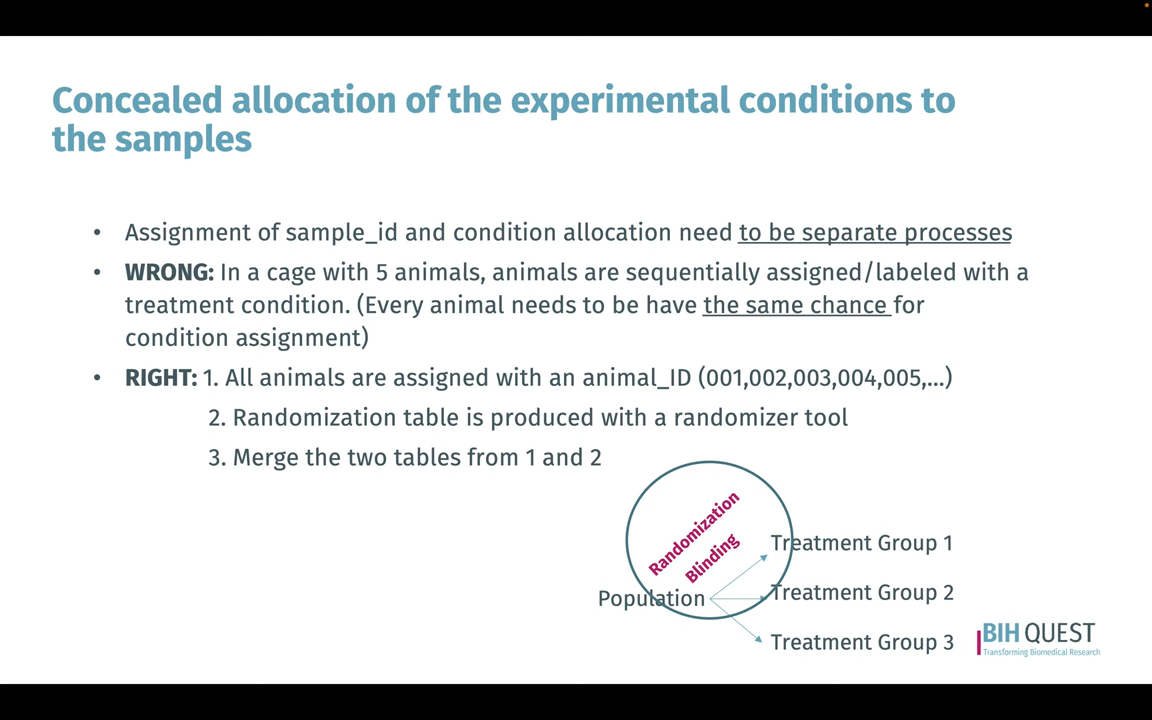 Concealed allocation of the experimental conditions to
the samples
• Assignment of sample_id and condition allocation need to be separate processes
• WRONG: In a cage with 5 animals, animals are sequentially assigned/labeled with a
treatment condition. (Every animal needs to be have the same chance for
condition assignment)
• RIGHT: 1. All animals are assigned with an animal_ID (001,002,003,004,005,...)
2. Randomization table is produced with a randomizer tool
3. Merge the two tables from 1 and 2
Randomization
Blinding
Population
Treatment Group 1
Treatment Group 2
Treatment Group 3
BIH QUEST
Transforming Biomedical Research